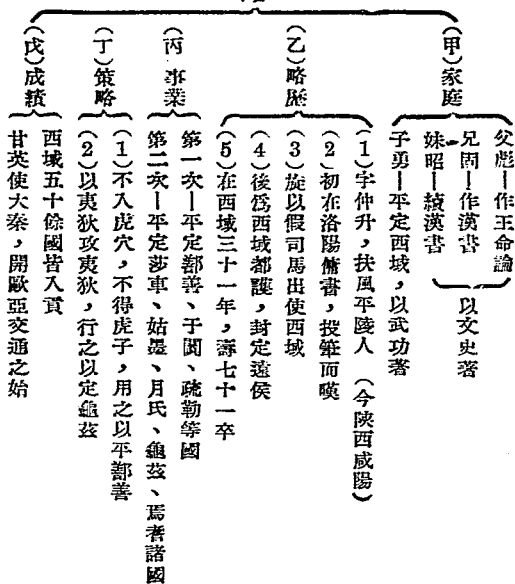 (甲)家庭
父彪—作王命論
兄固—作漢書
妹昭—續漢書
以文史著
子勇—平定西域，以武功著
(乙)略歷
(1)字仲升，扶風平陵人 (今陝西咸陽)
(2)初在洛陽傭書，投筆而嘆
(3)旋以假司馬出使西域
(4)後爲西域都護，封定遠侯
(5)在西域三十一年，壽七十一卒
(丙)事業
第一次—平定鄯善、于闐、疏勒等國
第二次—平定莎車、姑墨、月氏、龜茲、焉耆諸國
(丁)策略
(1)不入虎穴，不得虎子，用之以平鄯善
(2)以夷狄攻夷狄，行之以定龜茲
(戊)成績
西域五十餘國皆入貢
甘英使大秦，開歐亞交通之始